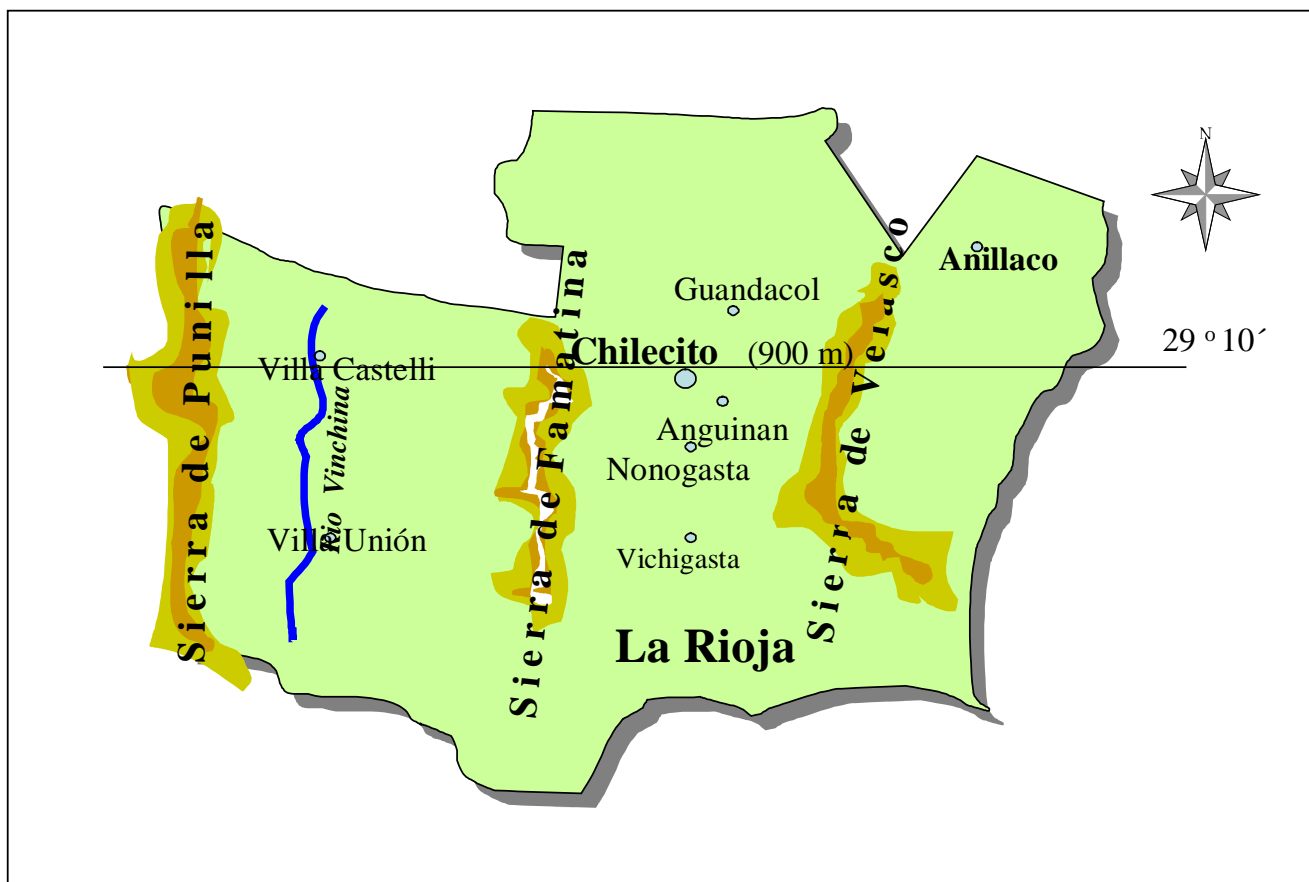 N
Sierra de Velasco
Anillaco
Sierra de Punilla
Sierra de Famatina
Guandacol
29 º 10´
Chilecito (900 m)
Villa Castelli
Rio Vinchina
Anguinan
Nonogasta
Villa Unión
Vichigasta
La Rioja